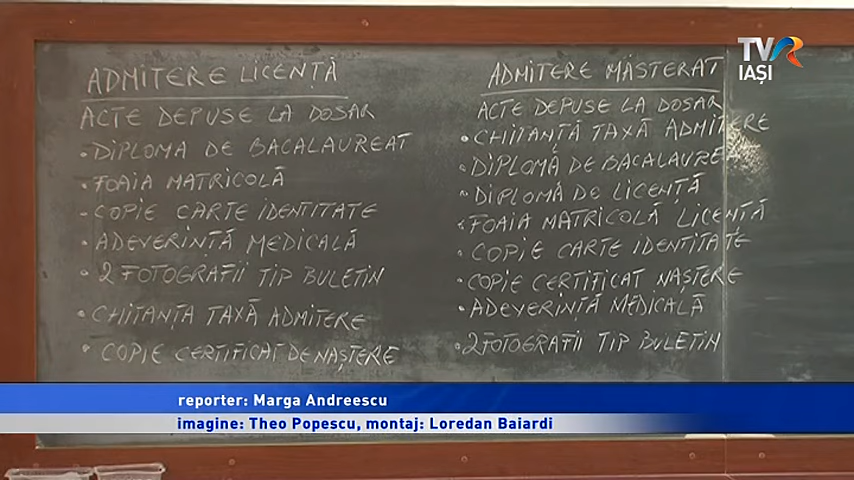 TVR
IAȘI
ADMITERE LICENȚĂ
ACTE DEPUSE LA DOSAR
• DIPLOMA DE BACALAUREAT
• FOAIA MATRICOLĂ
- COPIE CARTE IDENTITATE
• ADEVERINȚĂ MEDICALĂ
• 2 FOTOGRAFII TIP BULETIN
• CHITANȚA TAXĂ ADMITERE
• COPIE CERTIFICAT DE NAȘTERE
ADMITERE MASTERAT
ACTE DEPUSE LA DOSAR
• CHITANȚĂ TAXĂ ADMITERE
• DIPLOMĂ DE BACALAUREAT
• DIPLOMĂ DE LICENȚĂ
• FOAIA MATRICOLĂ LICENȚĂ
• COPIE CARTE IDENTITATE
• COPIE CERTIFICAT NAȘTERE
• ADEVERINȚĂ MEDICALĂ
• 2 FOTOGRAFII TIP BULETIN
reporter: Marga Andreescu
imagine: Theo Popescu, montaj: Loredan Baiardi